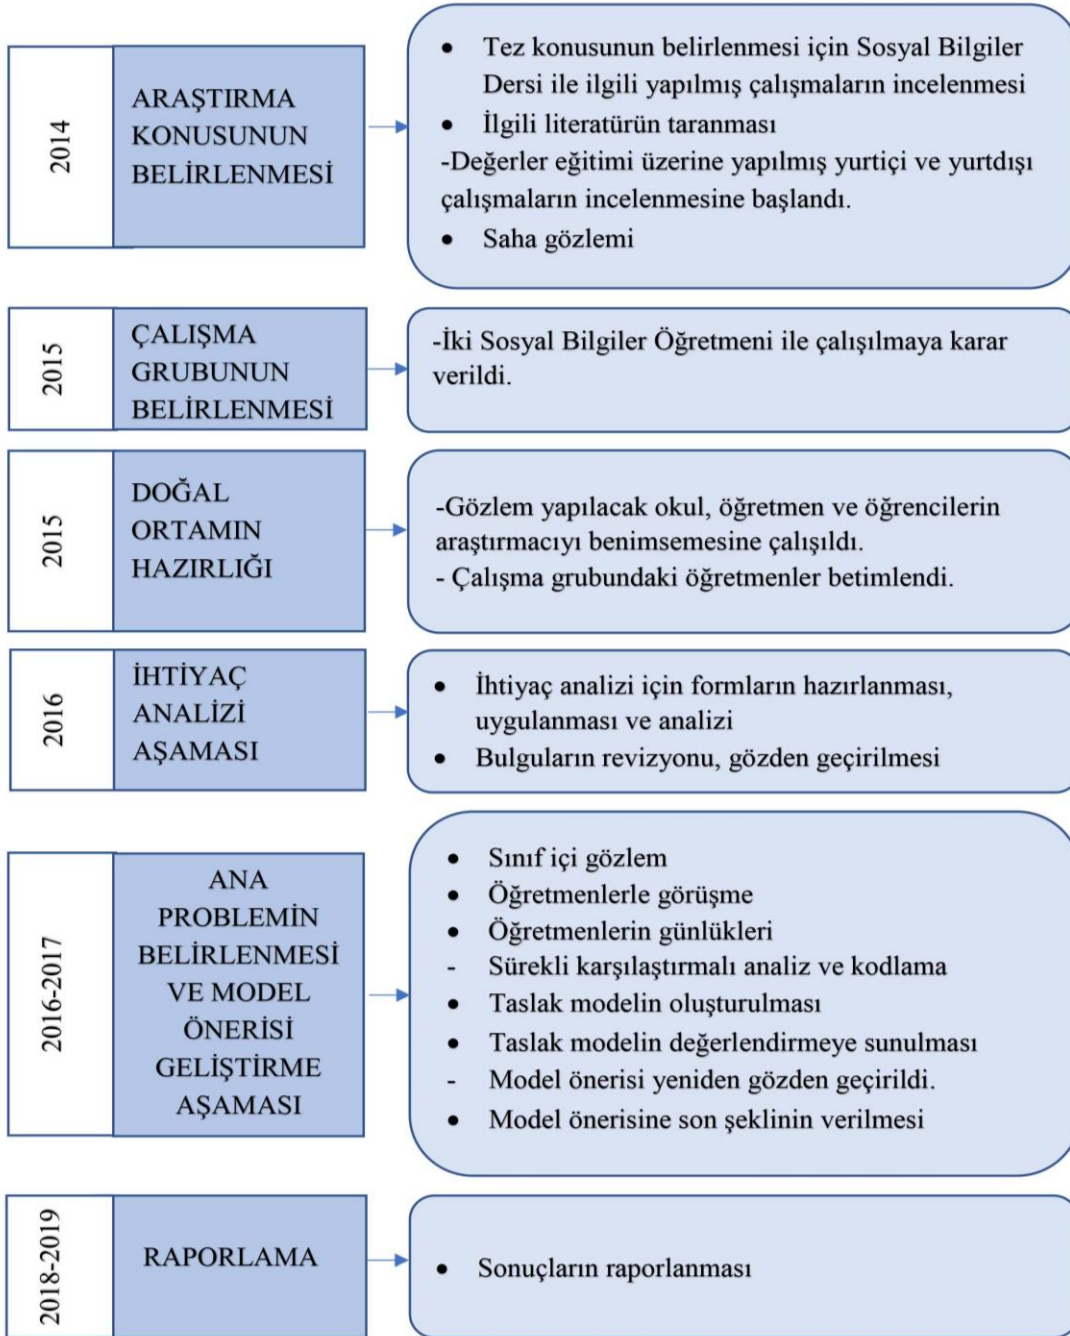 2014
ARAŞTIRMA
KONUSUNUN
BELİRLENMESİ
• Tez konusunun belirlenmesi için Sosyal Bilgiler
Dersi ile ilgili yapılmış çalışmaların incelenmesi
• İlgili literatürün taranması
-Değerler eğitimi üzerine yapılmış yurtiçi ve yurtdışı
çalışmaların incelenmesine başlandı.
• Saha gözlemi
2015
ÇALIŞMA
GRUBUNUN
BELİRLENMESİ
-İki Sosyal Bilgiler Öğretmeni ile çalışılmaya karar
verildi.
2015
DOĞAL
ORTAMIN
HAZIRLIĞI
-Gözlem yapılacak okul, öğretmen ve öğrencilerin
araştırmacıyı benimsemesine çalışıldı.
- Çalışma grubundaki öğretmenler betimlendi.
2016
İHTİYAÇ
ANALİZİ
AŞAMASI
• İhtiyaç analizi için formların hazırlanması,
uygulanması ve analizi
• Bulguların revizyonu, gözden geçirilmesi
2016-2017
ANA
PROBLEMİN
BELİRLENMESİ
VE MODEL
ÖNERİSİ
GELİŞTİRME
AŞAMASI
• Sınıf içi gözlem
• Öğretmenlerle görüşme
• Öğretmenlerin günlükleri
- Sürekli karşılaştırmalı analiz ve kodlama
• Taslak modelin oluşturulması
• Taslak modelin değerlendirmeye sunulması
- Model önerisi yeniden gözden geçirildi.
• Model önerisine son şeklinin verilmesi
2018-2019
RAPORLAMA
• Sonuçların raporlanması